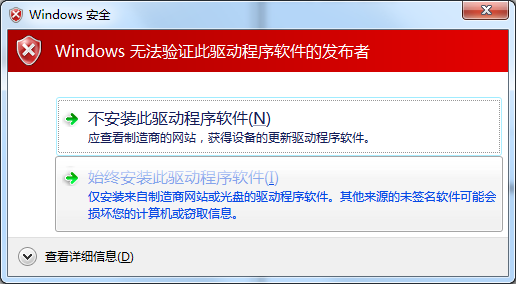 Windows 安全
Windows 无法验证此驱动程序软件的发布者
不安装此驱动程序软件(N)
应查看制造商的网站，获得设备的更新驱动程序软件。
始终安装此驱动程序软件(I)
仅安装来自制造商网站或光盘的驱动程序软件。其他来源的未签名软件可能会
损坏您的计算机或窃取信息。
查看详细信息(D)